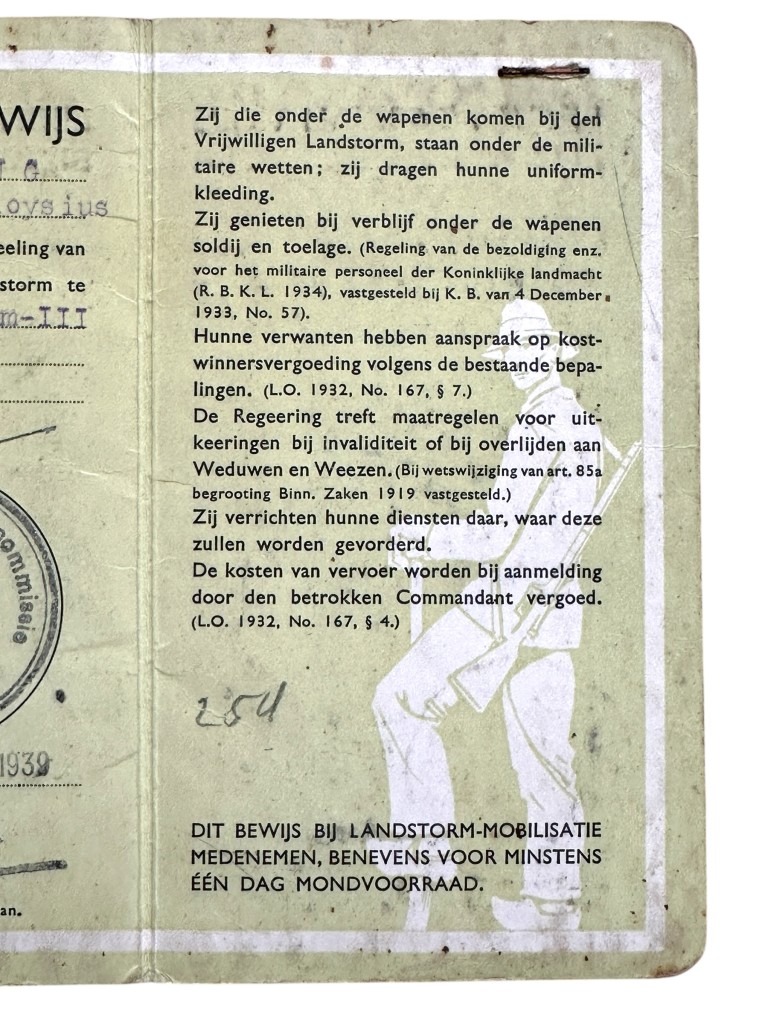 WIJS
G
oysius
eeling van
storm te
m-III
commissie
1939
an.
Zij die onder de wapenen komen bij den
Vrijwilligen Landstorm, staan onder de mili-
taire wetten; zij dragen hunne uniform-
kleeding.
Zij genieten bij verblijf onder de wapenen
soldij en toelage. (Regeling van de bezoldiging enz.
voor het militaire personeel der Koninklijke landmacht
(R. B. K. L. 1934), vastgesteld bij K. B. van 4 December
1933, No. 57).
Hunne verwanten hebben aanspraak op kost-
winnersvergoeding volgens de bestaande bepa-
lingen. (L.O. 1932, No. 167, § 7.)
De Regeering treft maatregelen voor uit-
keeringen bij invaliditeit of bij overlijden aan
Weduwen en Weezen. (Bij wetswijziging van art. 85a
begrooting Binn. Zaken 1919 vastgesteld.)
Zij verrichten hunne diensten daar, waar deze
zullen worden gevorderd.
De kosten van vervoer worden bij aanmelding
door den betrokken Commandant vergoed.
(L.O. 1932, No. 167, § 4.)
254
DIT BEWIJS BIJ LANDSTORM-MOBILISATIE
MEDENEMEN, BENEVENS VOOR MINSTENS
ÉÉN DAG MONDVOORRAAD.